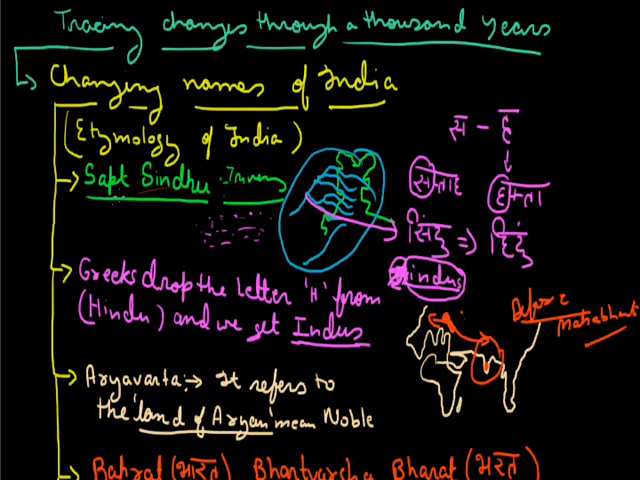 Tracing changes through a thousand years
Changing names of India
(Etymology of India)
स - ह
Sapt Sindhu
सप्ताह
हफ्ता
सिंधु => हिंदु
Greeks drop the letter 'H' from
(Hindu) and we get Indus
indus
Before
Mahabharat
Aryavarta :→ It refers to
the 'land of Aryan' mean Noble
(भारत) Bharat (भरत)